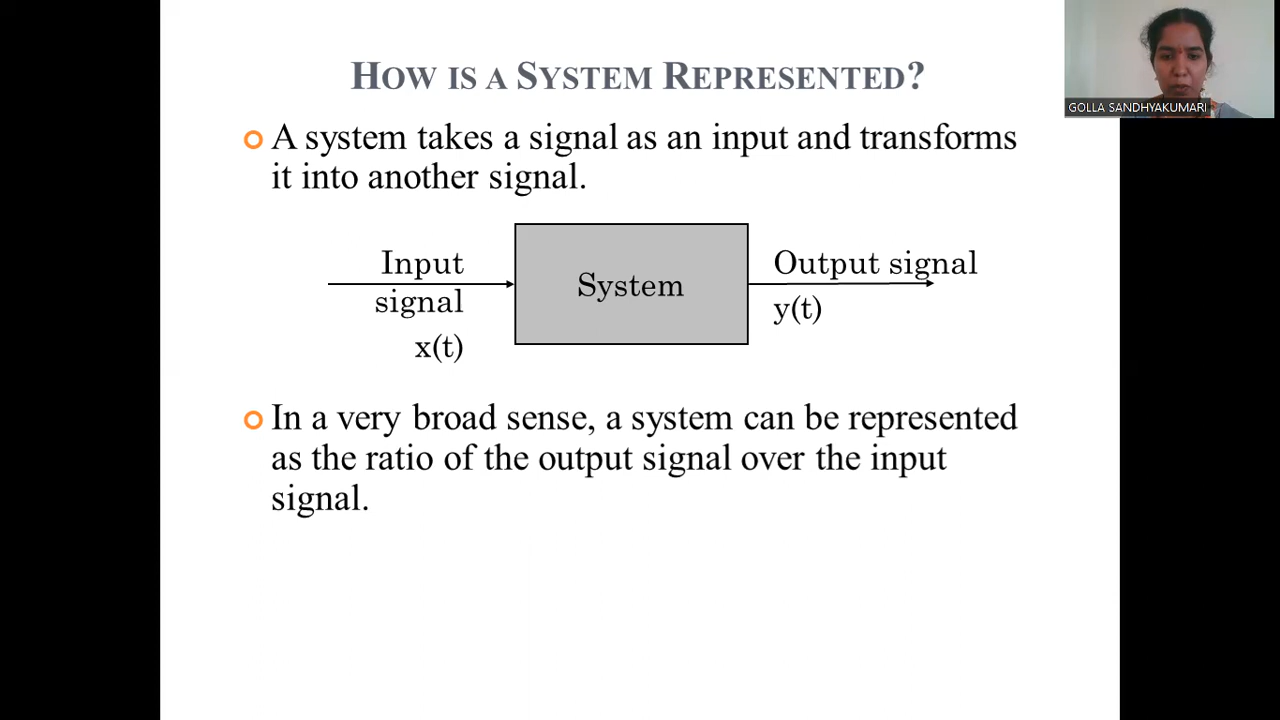 HOW IS A SYSTEM REPRESENTED?
GOLLA SANDHYAKUMARI
A system takes a signal as an input and transforms
it into another signal.
Input
signal
x(t)
System
Output signal
y(t)
In a very broad sense, a system can be represented
as the ratio of the output signal over the input
signal.